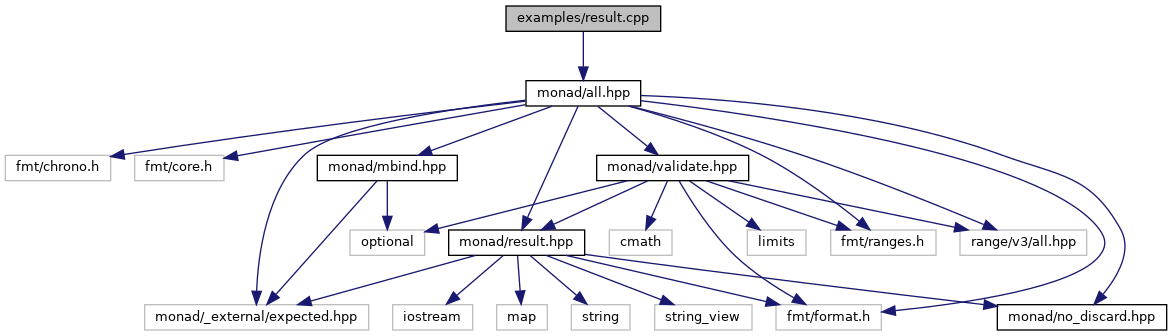 examples/result.cpp
monad/all.hpp
fmt/chrono.h
fmt/core.h
monad/mbind.hpp
monad/validate.hpp
optional
monad/result.hpp
cmath
limits
fmt/ranges.h
range/v3/all.hpp
monad/_external/expected.hpp
iostream
map
string
string_view
fmt/format.h
monad/no_discard.hpp